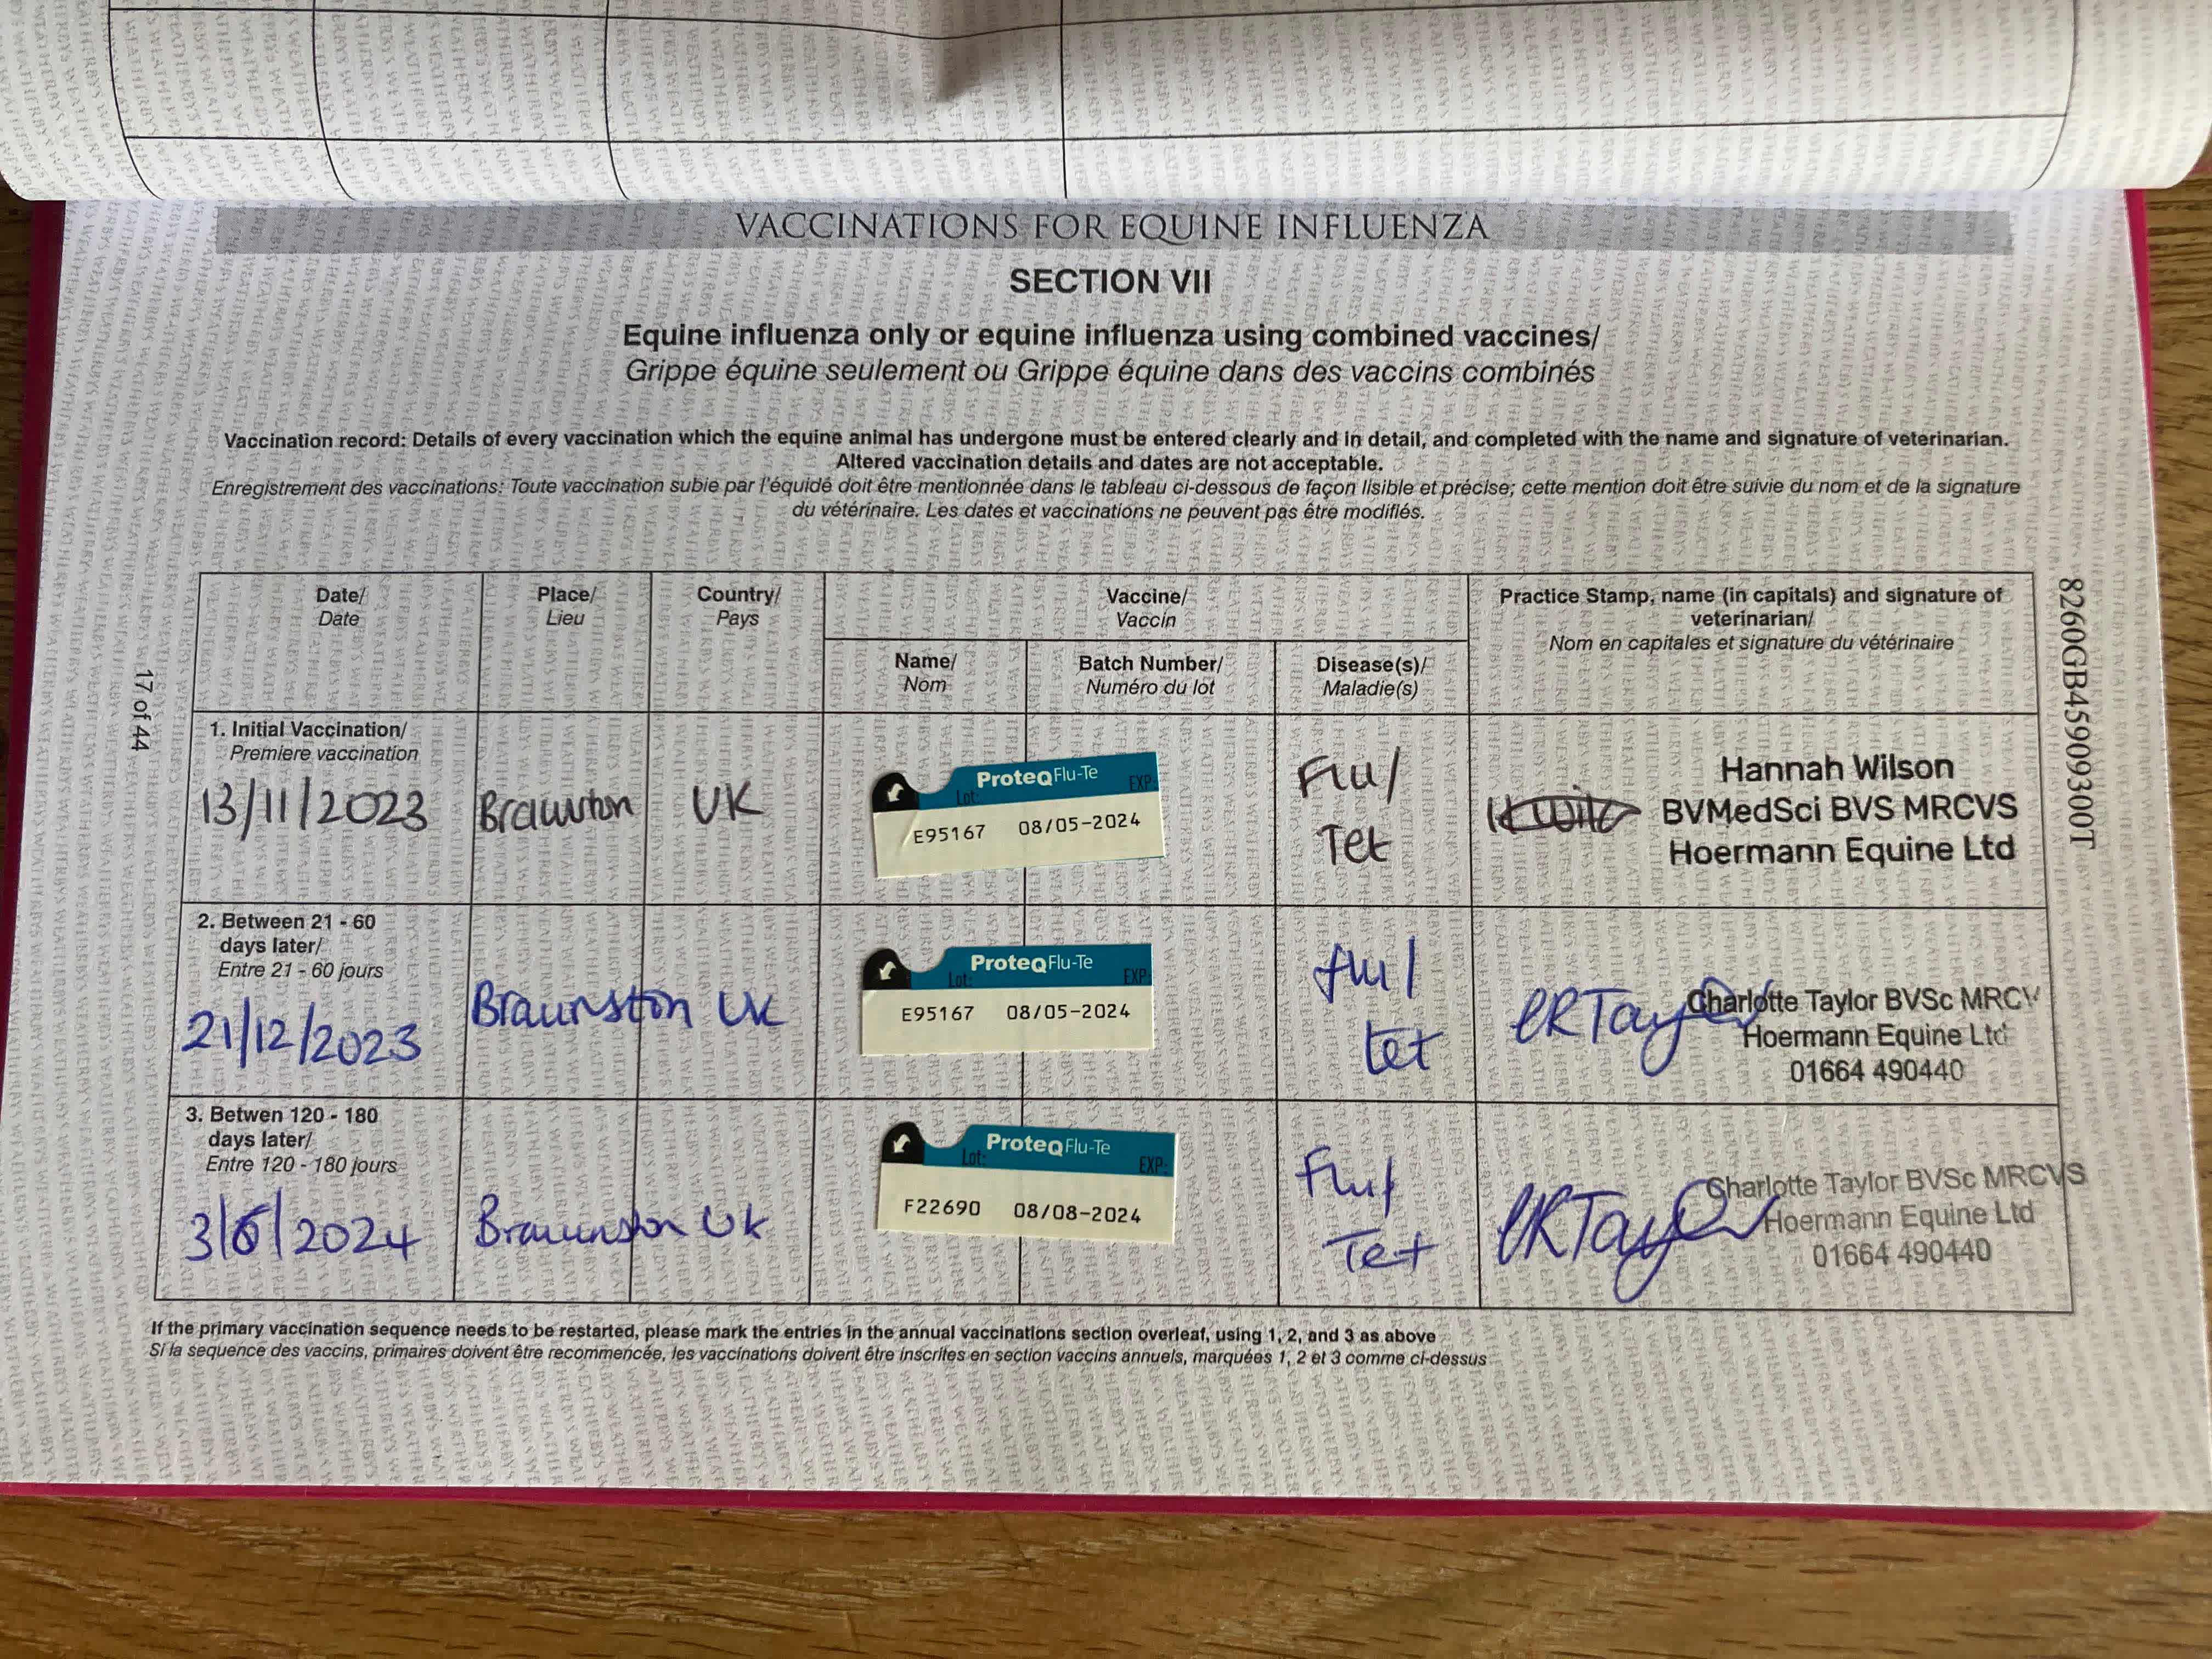 VACCINATIONS FOR EQUINE INFLUENZA
SECTION VII
Equine influenza only or equine influenza using combined vaccines/
Grippe équine seulement ou Grippe équine dans des vaccins combinés
Vaccination record: Details of every vaccination which the equine animal has undergone must be entered clearly and in detail, and completed with the name and signature of veterinarian.
Altered vaccination details and dates are not acceptable.
Enregistrement des vaccinations: Toute vaccination subie par l'équidé doit être mentionnée dans le tableau ci-dessous de façon lisible et précise; cette mention doit être suivie du nom et de la signature
du vétérinaire. Les dates et vaccinations ne peuvent pas être modifiés.
Date/
Date
Place/
Lieu
Country/
Pays
Vaccine/
Vaccin
Name/
Nom
Batch Number/
Numéro du lot
Disease(s)/
Maladie(s)
Practice Stamp, name (in capitals) and signature of
veterinarian/
Nom en capitales et signature du vétérinaire
1. Initial Vaccination/
Premiere vaccination
13/11/2023
Braunston
UK
ProteqFlu-Te
Lot: EXP:
E95167 08/05-2024
Flu/
Tet
Hannah Wilson
BVMedSci BVS MRCVS
Hoermann Equine Ltd
2. Between 21 - 60
days later/
Entre 21 - 60 jours
21/12/2023
Braunston UK
ProteqFlu-Te
Lot: EXP:
E95167 08/05-2024
flu/
tet
CRTaylor
Charlotte Taylor BVSc MRCV
Hoermann Equine Ltd
01664 490440
3. Betwen 120 - 180
days later/
Entre 120 - 180 jours
3/6/2024
Braunston Uk
ProteqFlu-Te
Lot: EXP:
F22690 08/08-2024
Flu/
Tet
CRTaylor
Charlotte Taylor BVSc MRCVS
Hoermann Equine Ltd
01664 490440
If the primary vaccination sequence needs to be restarted, please mark the entries in the annual vaccinations section overleaf, using 1, 2, and 3 as above
Si la sequence des vaccins, primaires doivent être recommencée, les vaccinations doivent être inscrites en section vaccins annuels, marquées 1, 2 et 3 comme ci-dessus
17 of 44
8260GB45909300T